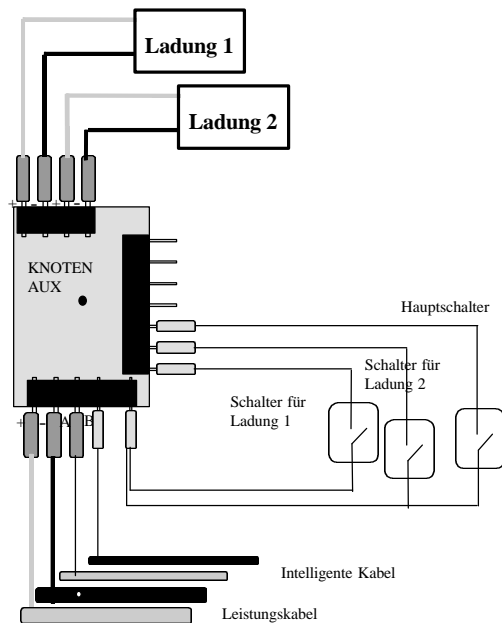 Ladung 1
Ladung 2
+ - + -
KNOTEN
AUX
Hauptschalter
Schalter für
Ladung 2
Schalter für
Ladung 1
+ - A B
Intelligente Kabel
Leistungskabel